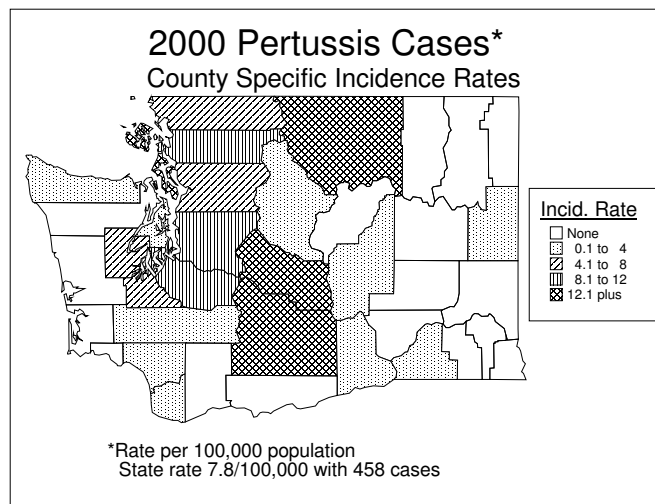 2000 Pertussis Cases*
County Specific Incidence Rates
Incid. Rate
None
0.1 to 4
4.1 to 8
8.1 to 12
12.1 plus
*Rate per 100,000 population
State rate 7.8/100,000 with 458 cases